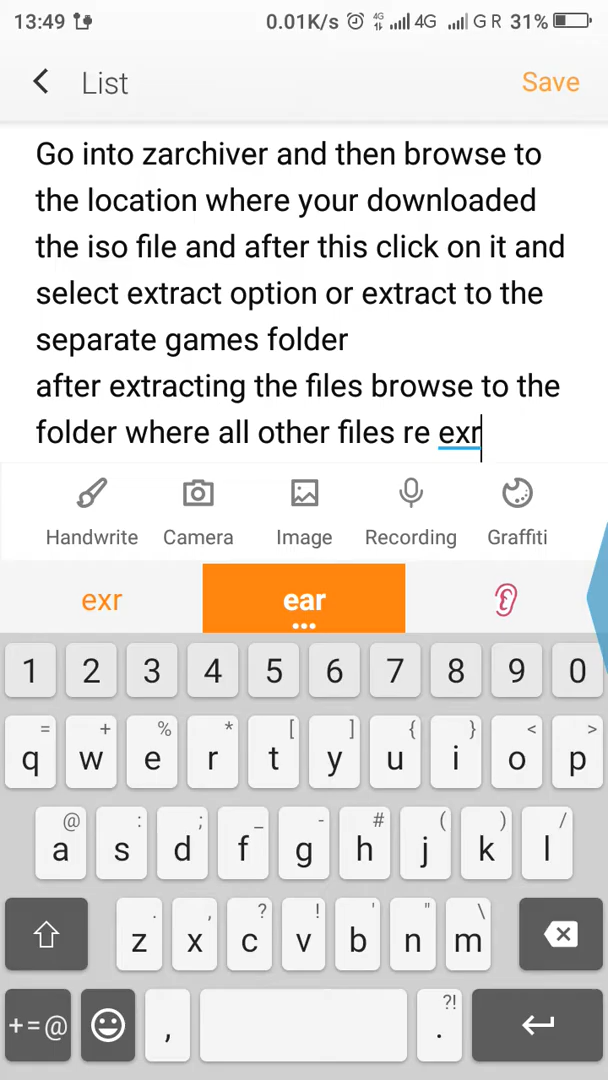 13:49 0.01K/s 4G 4G G R 31%
List Save
Go into zarchiver and then browse to
the location where your downloaded
the iso file and after this click on it and
select extract option or extract to the
separate games folder
after extracting the files browse to the
folder where all other files re exr
Handwrite Camera Image Recording Graffiti
exr ear
1 2 3 4 5 6 7 8 9 0
= + % * [ ] { } < >
q w e r t y u i o p
@ : ; _ - # ( ) /
a s d f g h j k l
. , ? ! ' " \
z x c v b n m
?!
+=@ , .